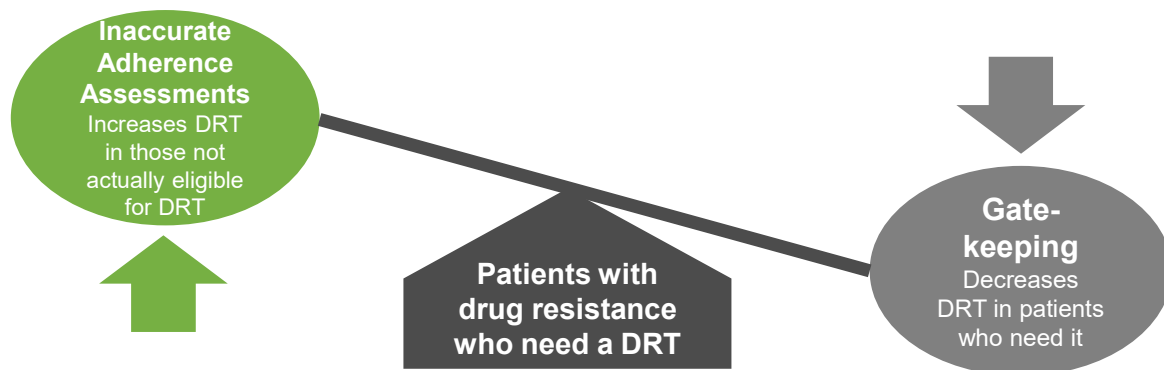 Inaccurate
Adherence
Assessments
Increases DRT
in those not
actually eligible
for DRT
Patients with
drug resistance
who need a DRT
Gate-
keeping
Decreases
DRT in patients
who need it